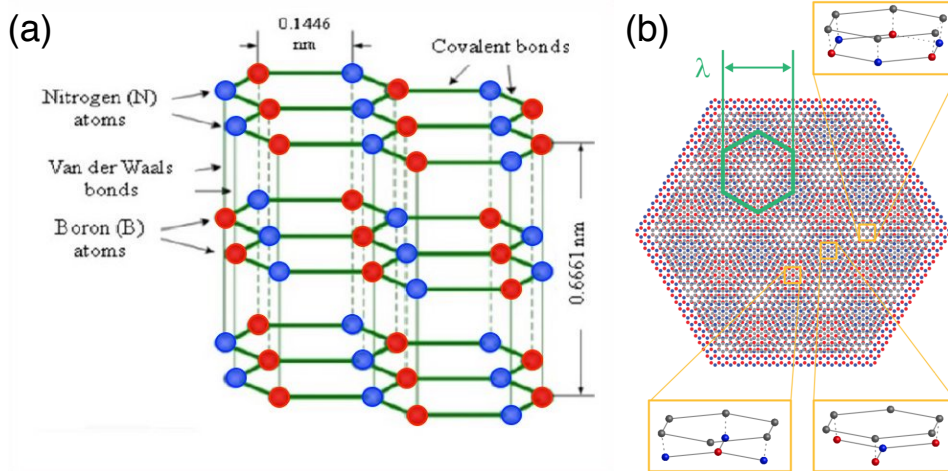 (a)
0.1446
nm
Covalent bonds
Nitrogen (N)
atoms
Van der Waals
bonds
Boron (B)
atoms
0.6661 nm
(b)
λ